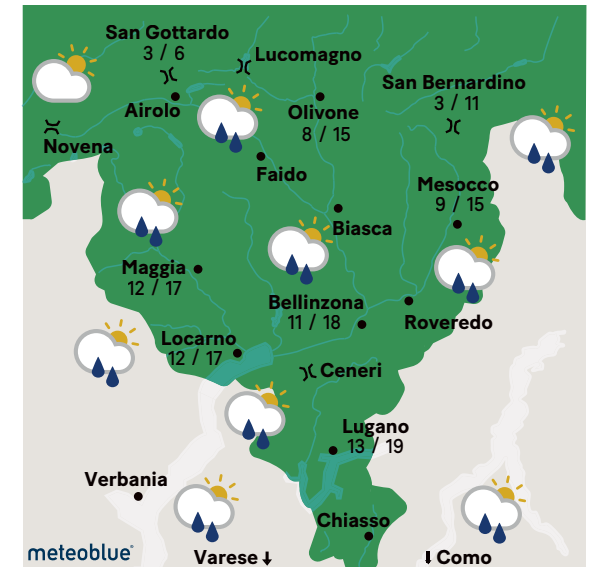 San Gottardo
3 / 6
Lucomagno
San Bernardino
3 / 11
Airolo
Olivone
8 / 15
Novena
Faido
Mesocco
9 / 15
Biasca
Maggia
12 / 17
Bellinzona
11 / 18
Roveredo
Locarno
12 / 17
Ceneri
Lugano
13 / 19
Verbania
Chiasso
meteoblue®
Varese ↓
↓ Como